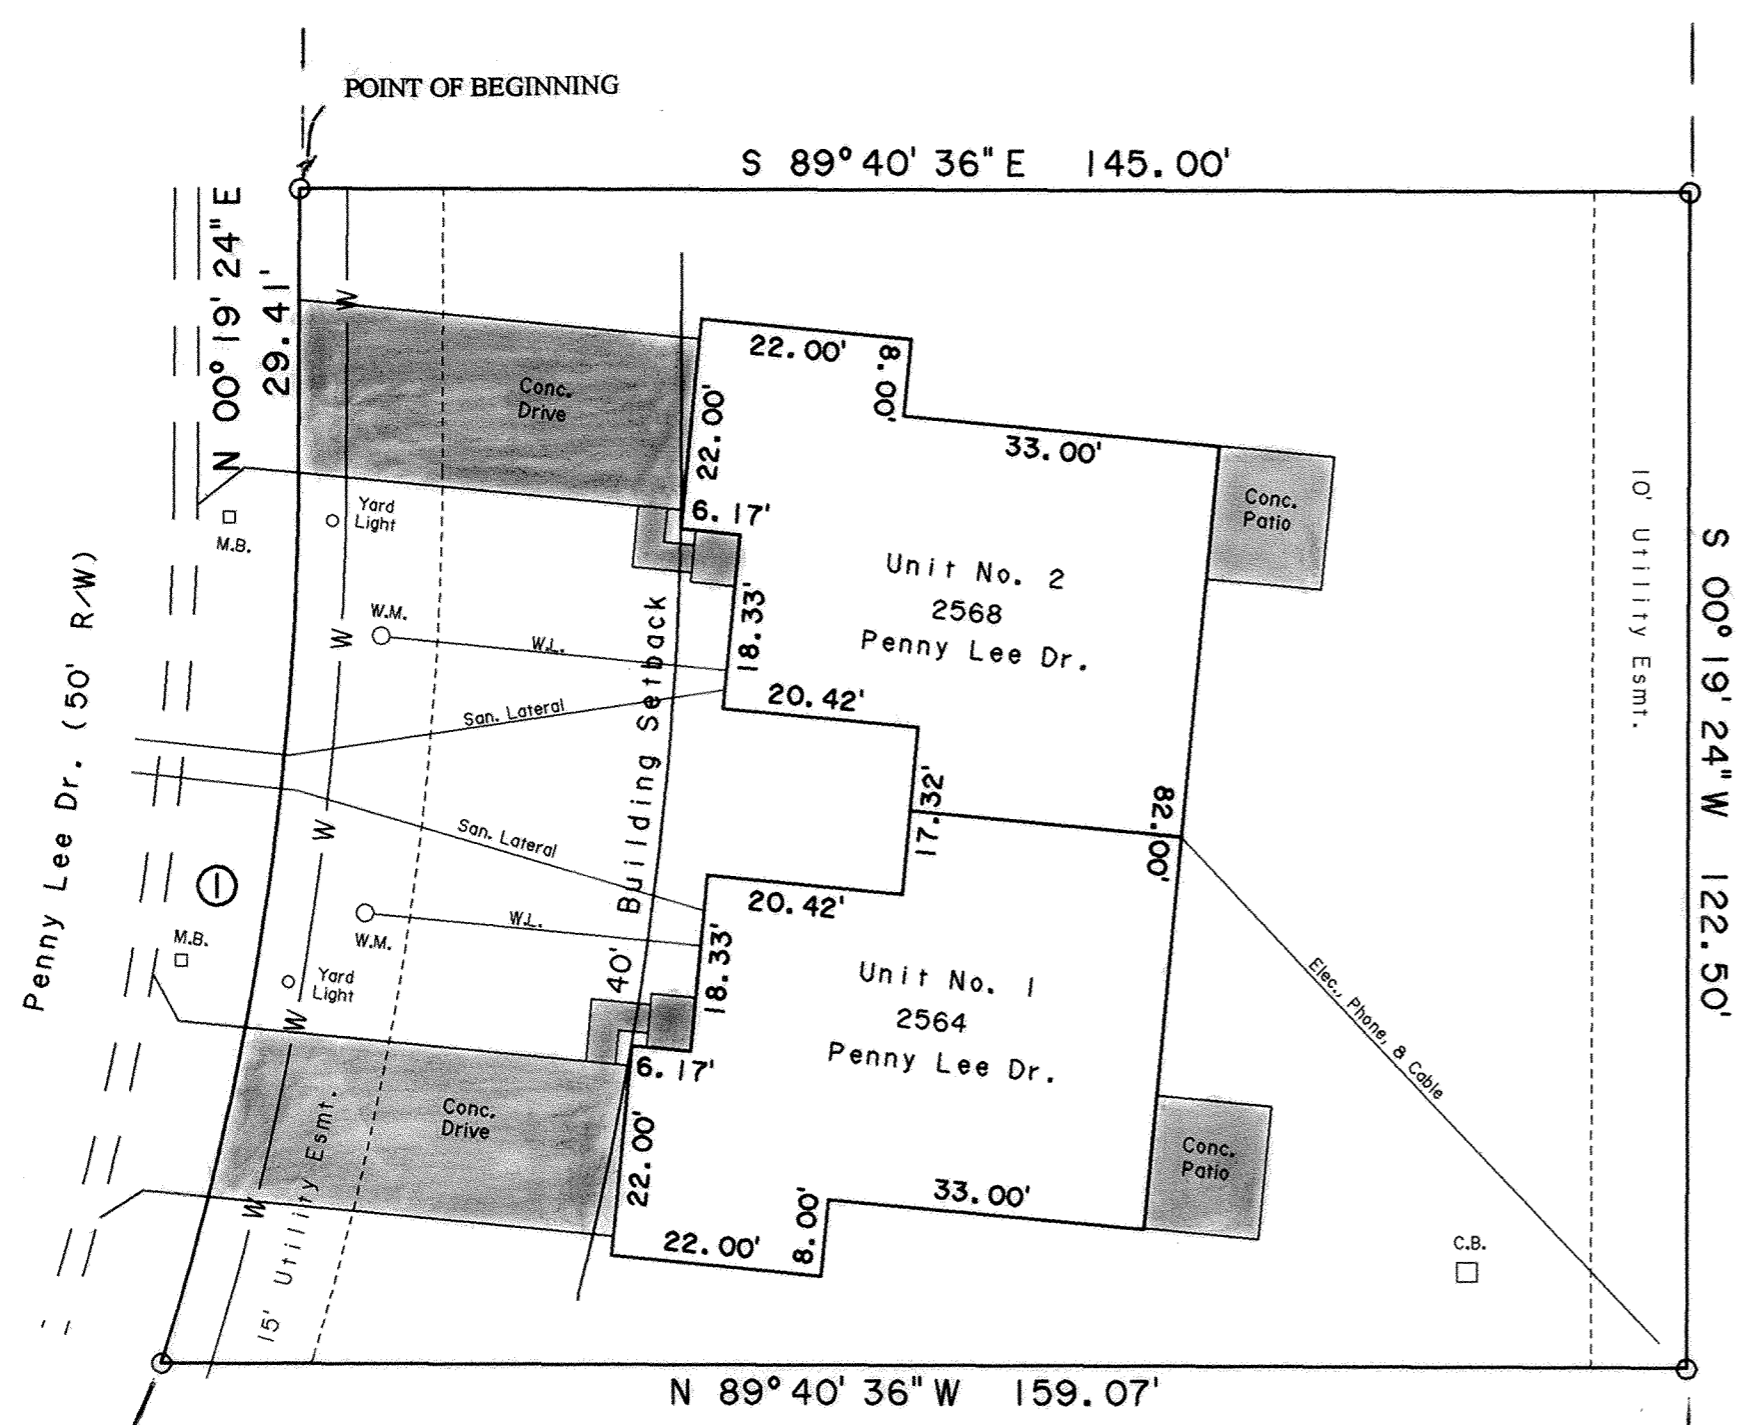 POINT OF BEGINNING
S 89° 40' 36" E 145.00'
N 00° 19' 24" E
29.41'
W
22.00'
8.00'
Conc.
Drive
22.00'
33.00'
Conc.
Patio
10' Utility Esmt.
6.17'
Yard
Light
M.B.
S 00° 19' 24" W 122.50'
Unit No. 2
2568
Penny Lee Dr.
W.M.
W
W.L.
18.33'
Building Setback
40'
20.42'
San. Lateral
Penny Lee Dr. (50' R/W)
17.32'
82.00'
W
San. Lateral
20.42'
W.L.
W.M.
M.B.
18.33'
Yard
Light
Unit No. 1
2564
Penny Lee Dr.
Elec., Phone, & Cable
W
6.17'
Conc.
Drive
15' Utility Esmt.
22.00'
Conc.
Patio
33.00'
8.00'
W
22.00'
C.B.
N 89° 40' 36" W 159.07'